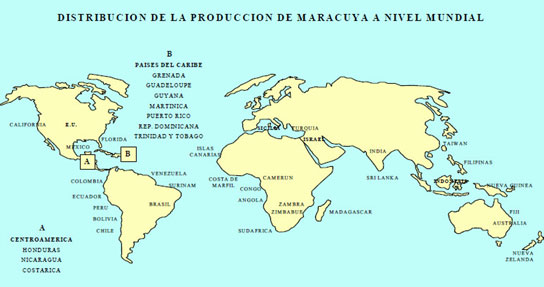 DISTRIBUCION DE LA PRODUCCION DE MARACUYA A NIVEL MUNDIAL
B
PAISES DEL CARIBE
GRENADA
GUADELOUPE
GUYANA
MARTINICA
PUERTO RICO
REP. DOMINICANA
TRINIDAD Y TOBAGO
CALIFORNIA
E.U.
FLORIDA
MEXICO
A
B
COLOMBIA
VENEZUELA
SURINAM
ECUADOR
PERU
BRASIL
BOLIVIA
CHILE
A
CENTROAMERICA
HONDURAS
NICARAGUA
COSTARICA
SICILIA
TURQUIA
ISRAEL
ISLAS
CANARIAS
COSTA DE
MARFIL
CAMERUN
CONGO
ANGOLA
ZAMBRA
ZIMBABUE
MADAGASCAR
SUDAFRICA
INDIA
SRI LANKA
TAIWAN
FILIPINAS
INDONESIA
NUEVA GUINEA
FIJI
AUSTRALIA
NUEVA
ZELANDA